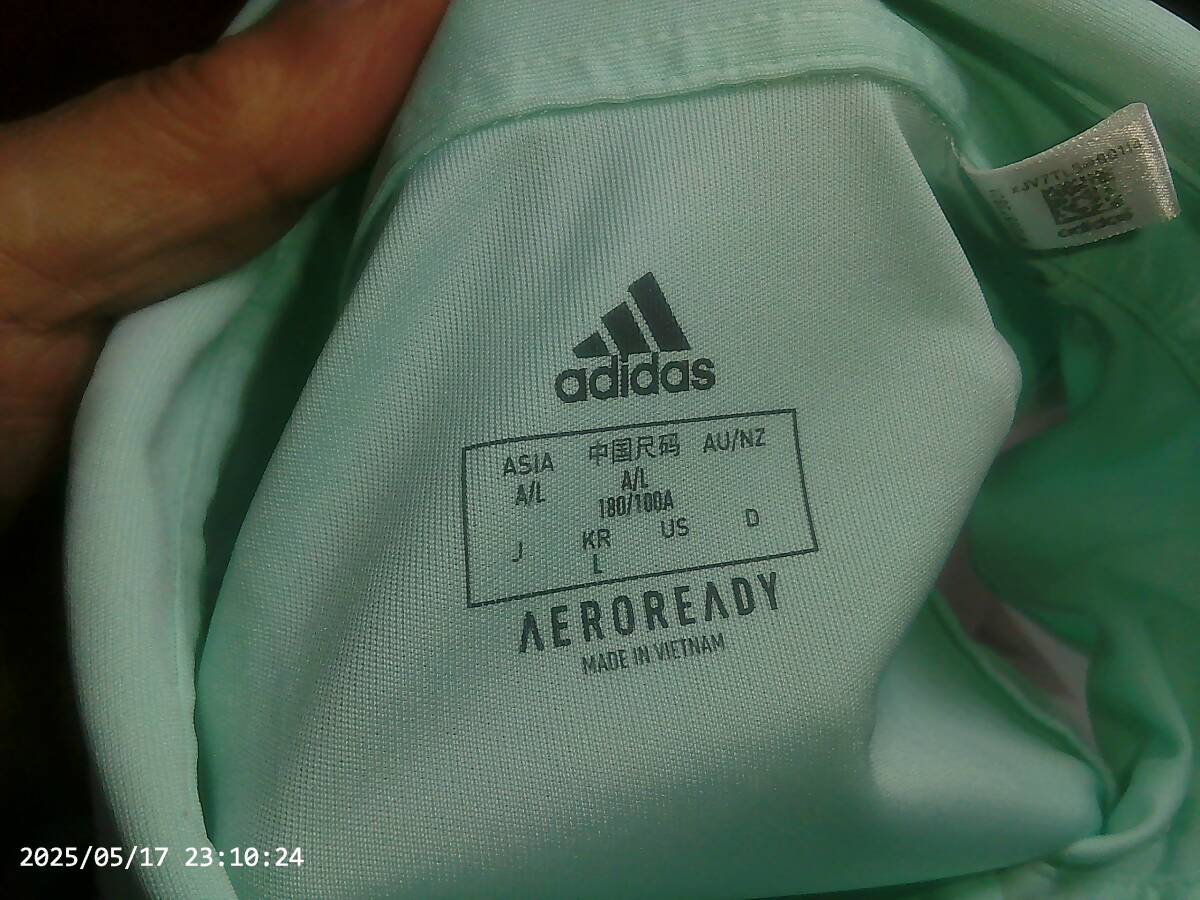 adidas
ASIA 中国尺码 AU/NZ
A/L A/L
180/100A
J KR US D
L
AEROREADY
MADE IN VIETNAM
adidas
2025/05/17 23:10:24